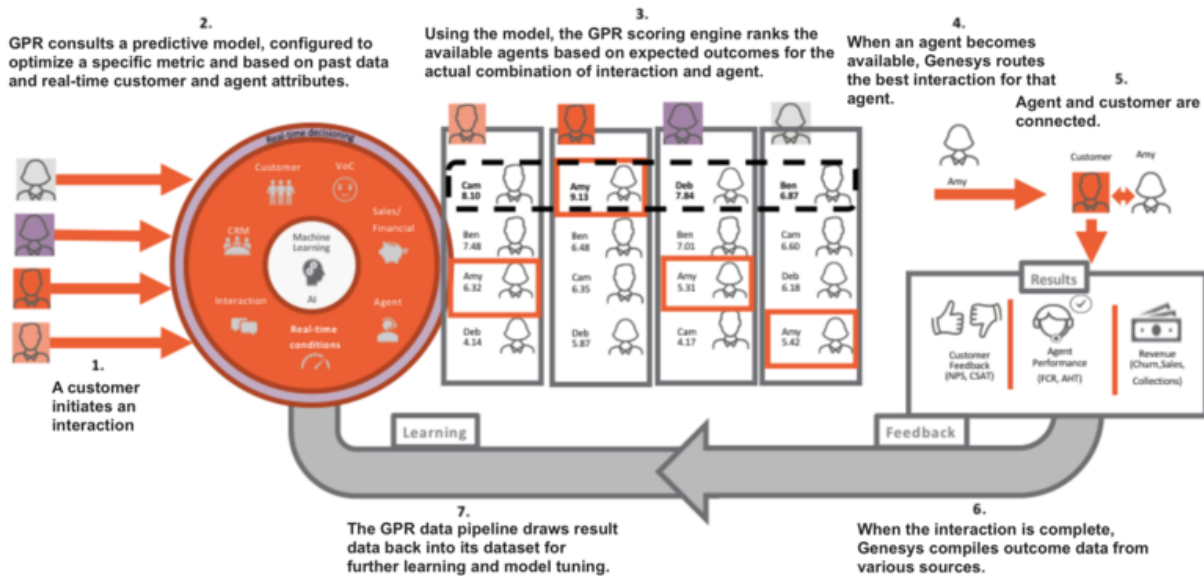 2.
GPR consults a predictive model, configured to
optimize a specific metric and based on past data
and real-time customer and agent attributes.
3.
Using the model, the GPR scoring engine ranks the
available agents based on expected outcomes for the
actual combination of interaction and agent.
4.
When an agent becomes
available, Genesys routes
the best interaction for that
agent.
5.
Agent and customer are
connected.
1.
A customer
initiates an
interaction
Real-time decisioning
Customer
VoC
CRM
Sales/
Financial
Machine
Learning
AI
Interaction
Agent
Real-time
conditions
Cam
8.10
Ben
7.48
Amy
6.32
Deb
4.14
Amy
9.13
Ben
6.48
Cam
6.35
Deb
5.87
Deb
7.84
Ben
7.01
Amy
5.31
Cam
4.17
Ben
6.87
Cam
6.60
Deb
6.18
Amy
5.42
Amy
Customer
Amy
Results
Customer
Feedback
(NPS, CSAT)
Agent
Performance
(FCR, AHT)
Revenue
(Churn,Sales,
Collections)
Learning
Feedback
7.
The GPR data pipeline draws result
data back into its dataset for
further learning and model tuning.
6.
When the interaction is complete,
Genesys compiles outcome data from
various sources.